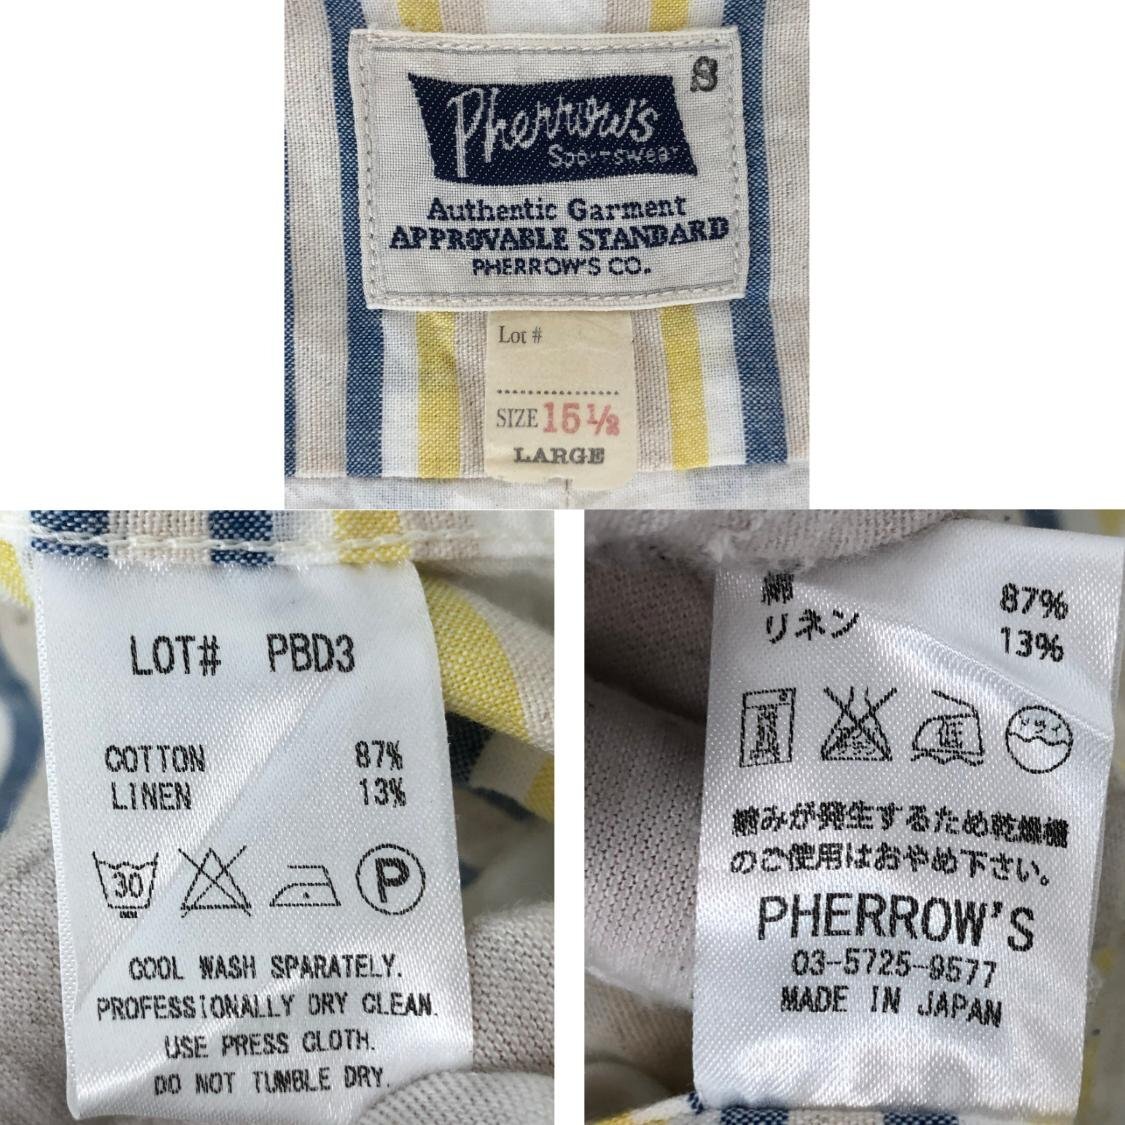 S
Pherrow's
Sportswear
Authentic Garment
APPROVABLE STANDARD
PHERROW'S CO.
Lot #
SIZE 15 ½
LARGE
LOT# PBD3
COTTON 87%
LINEN 13%
30
P
COOL WASH SPARATELY.
PROFESSIONALLY DRY CLEAN.
USE PRESS CLOTH.
DO NOT TUMBLE DRY.
綿 87%
リネン 13%
縮みが発生するため乾燥機
のご使用はおやめ下さい。
PHERROW'S
03-5725-9577
MADE IN JAPAN